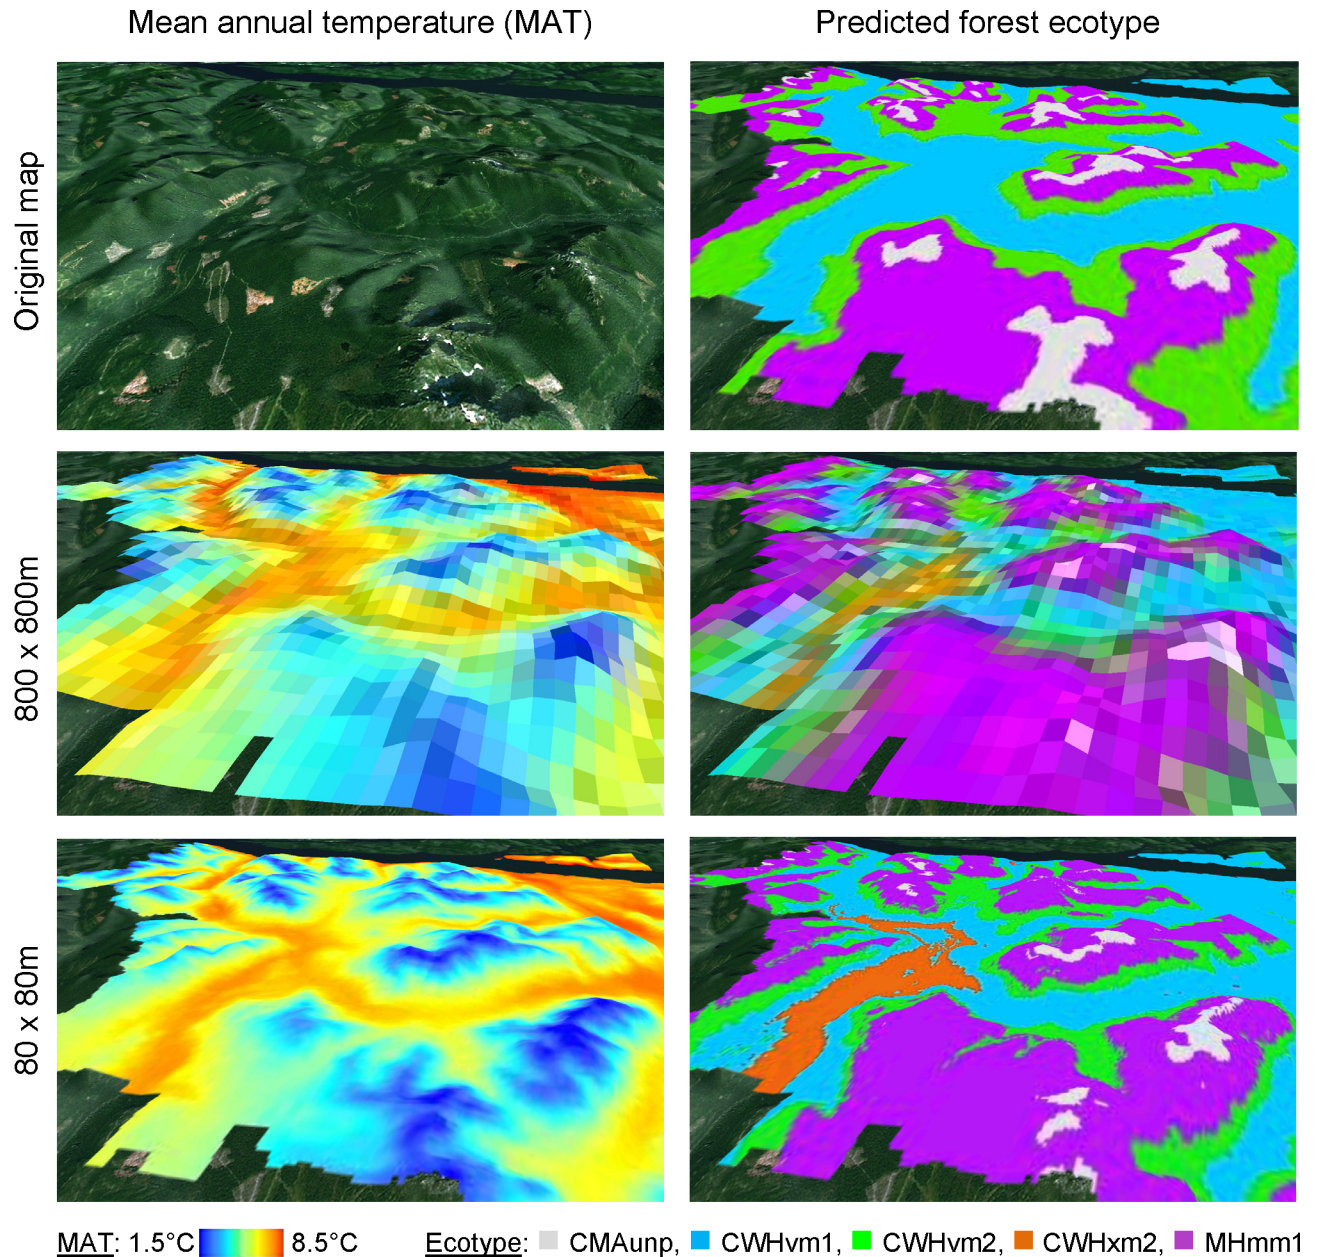 Mean annual temperature (MAT)
Predicted forest ecotype
Original map
800 x 800m
80 x 80m
MAT: 1.5°C 8.5°C
Ecotype: CMAunp, CWHvm1, CWHvm2, CWHxm2, MHmm1